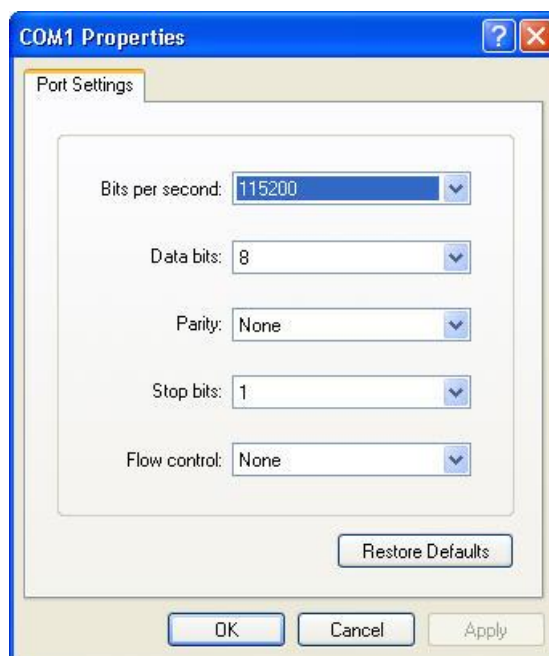 COM1 Properties
Port Settings
Bits per second: 115200
Data bits: 8
Parity: None
Stop bits: 1
Flow control: None
Restore Defaults
OK Cancel Apply